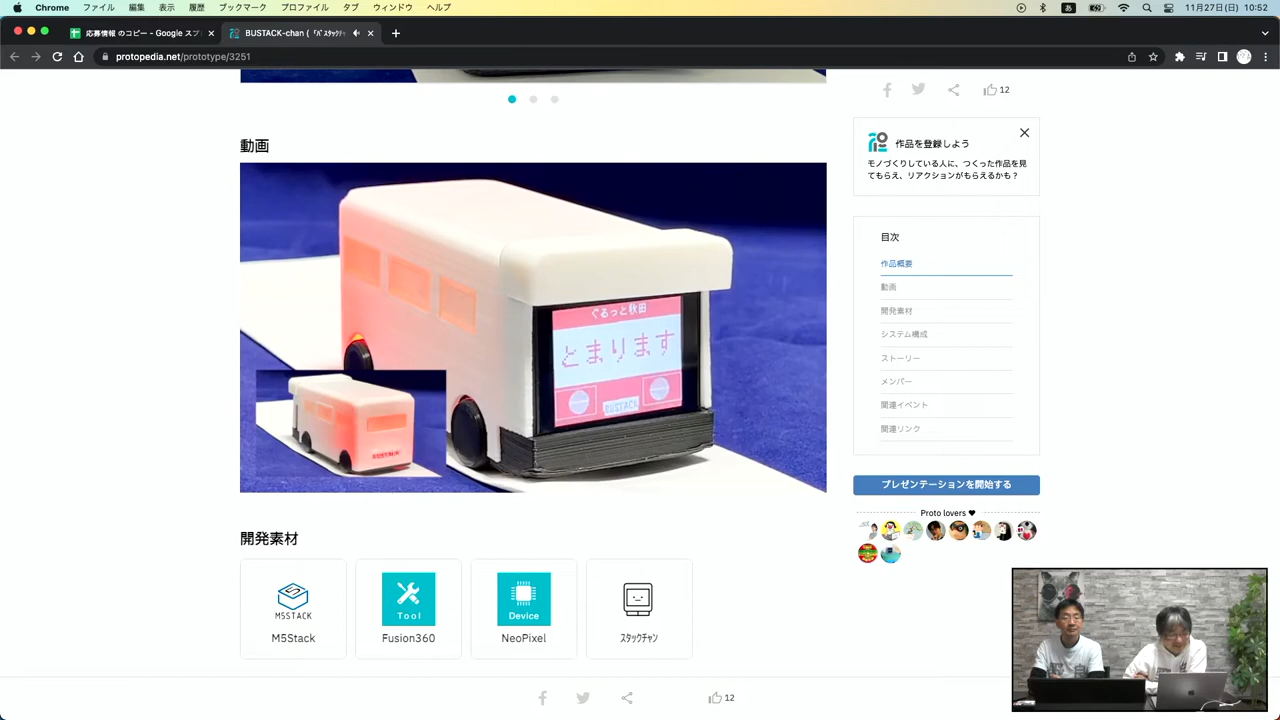 Chrome ファイル 編集 表示 履歴 ブックマーク プロファイル タブ ウィンドウ ヘルプ
あ 11月27日(日) 10:52
応募情報 のコピー - Google スプ
BUSTACK-chan (
protopedia.net/prototype/3251
12
動画
作品を登録しよう
モノづくりしている人に、つくった作品を見
てもらえ、リアクションがもらえるかも？
目次
作品概要
動画
開発素材
システム構成
ストーリー
メンバー
関連イベント
関連リンク
ぐるっと秋田
とまります
BUSTACK
BUSTACK
プレゼンテーションを開始する
Proto lovers ♥
開発素材
M5STACK
M5Stack
Tool
Fusion360
Device
NeoPixel
ｽﾀｯｸﾁｬﾝ
12